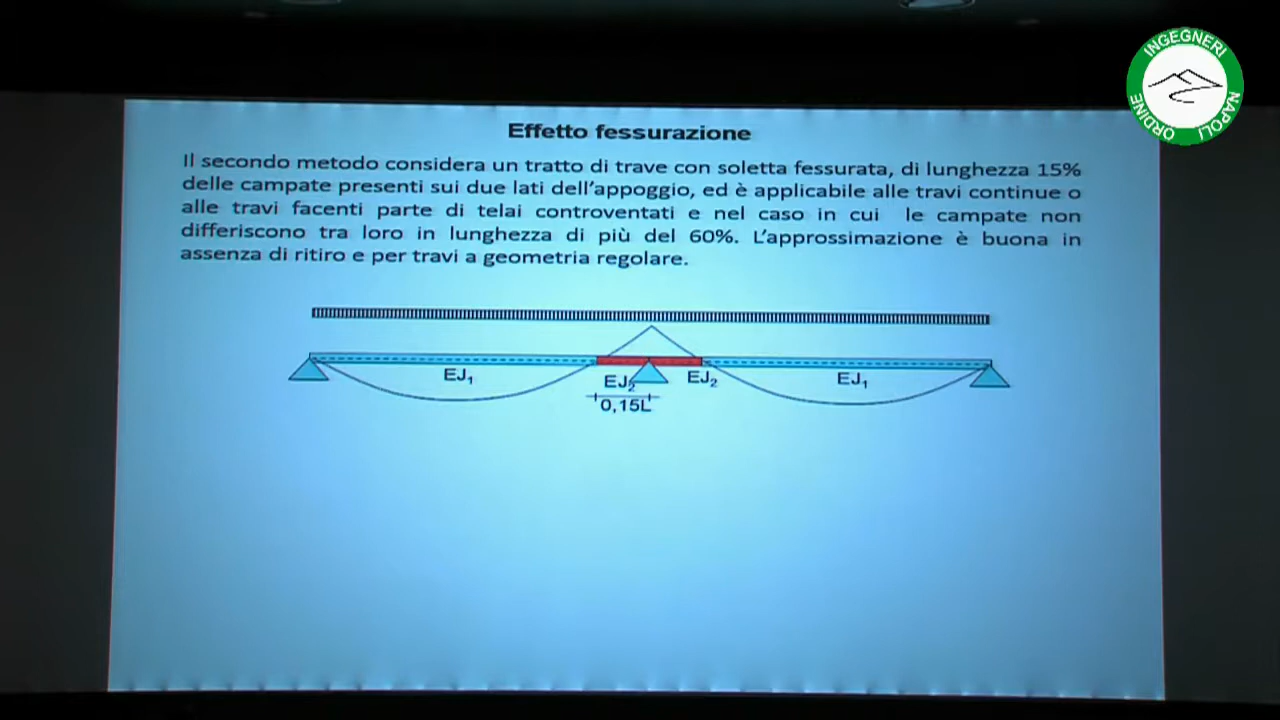 INGEGNERI
ORDINE NAPOLI
Effetto fessurazione
Il secondo metodo considera un tratto di trave con soletta fessurata, di lunghezza 15%
delle campate presenti sui due lati dell'appoggio, ed è applicabile alle travi continue o
alle travi facenti parte di telai controventati e nel caso in cui le campate non
differiscono tra loro in lunghezza di più del 60%. L'approssimazione è buona in
assenza di ritiro e per travi a geometria regolare.
EJ₁ EJ₂ EJ₂ EJ₁
0,15L